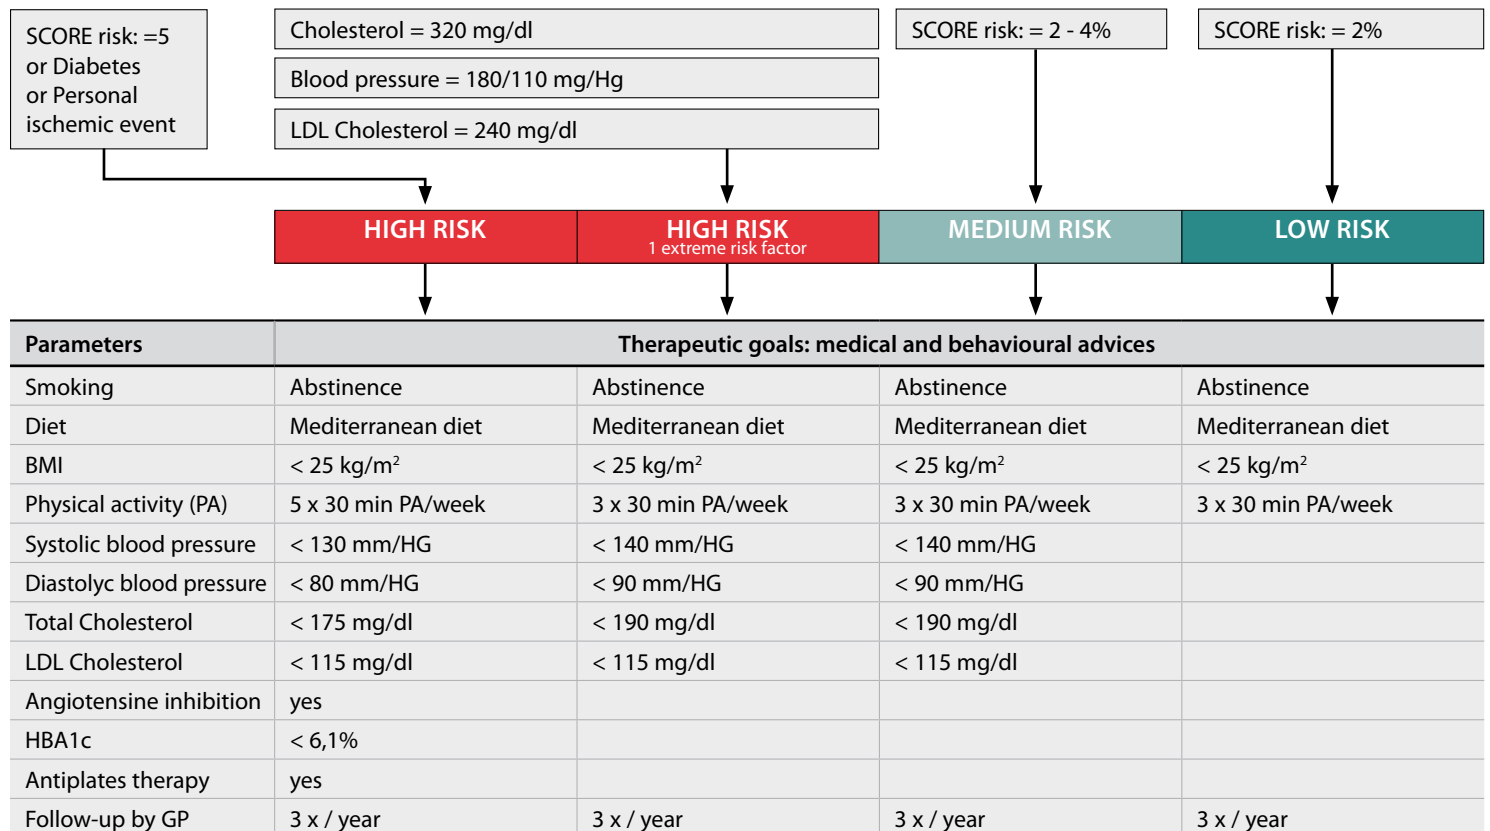 SCORE risk: =5
or Diabetes
or Personal
ischemic event
Cholesterol = 320 mg/dl
Blood pressure = 180/110 mg/Hg
LDL Cholesterol = 240 mg/dl
SCORE risk: = 2 - 4%
SCORE risk: = 2%
HIGH RISK
HIGH RISK
1 extreme risk factor
MEDIUM RISK
LOW RISK
Parameters Therapeutic goals: medical and behavioural advices
Smoking Abstinence Abstinence Abstinence Abstinence
Diet Mediterranean diet Mediterranean diet Mediterranean diet Mediterranean diet
BMI < 25 kg/m² < 25 kg/m² < 25 kg/m² < 25 kg/m²
Physical activity (PA) 5 x 30 min PA/week 3 x 30 min PA/week 3 x 30 min PA/week 3 x 30 min PA/week
Systolic blood pressure < 130 mm/HG < 140 mm/HG < 140 mm/HG
Diastolyc blood pressure < 80 mm/HG < 90 mm/HG < 90 mm/HG
Total Cholesterol < 175 mg/dl < 190 mg/dl < 190 mg/dl
LDL Cholesterol < 115 mg/dl < 115 mg/dl < 115 mg/dl
Angiotensine inhibition yes
HBA1c < 6,1%
Antiplates therapy yes
Follow-up by GP 3 x / year 3 x / year 3 x / year 3 x / year